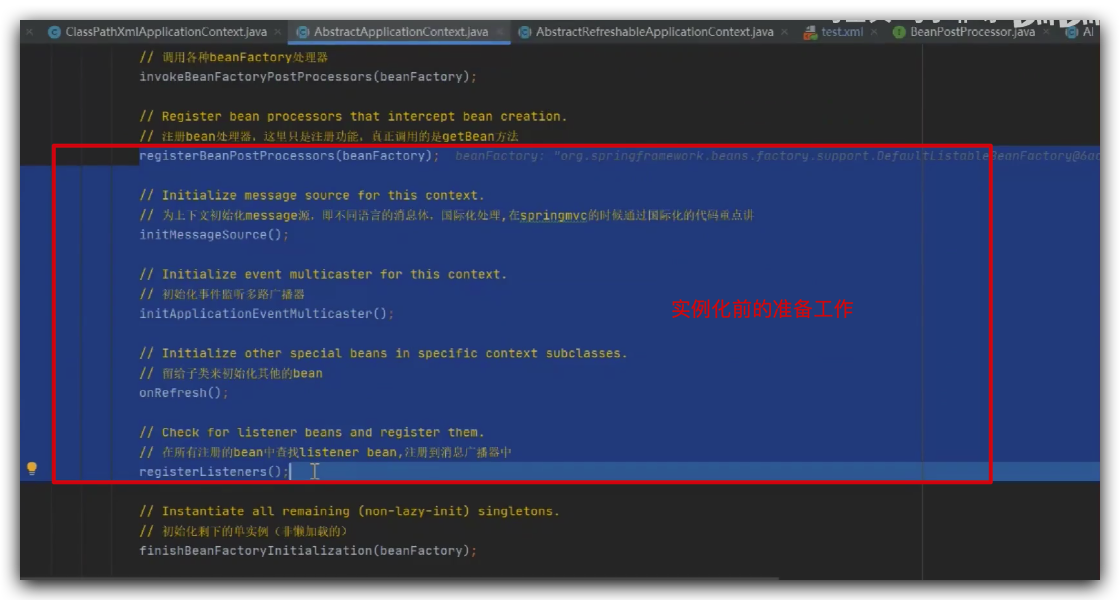 ClassPathXmlApplicationContext.java × AbstractApplicationContext.java × AbstractRefreshableApplicationContext.java × test.xml × BeanPostProcessor.java ×
// 调用各种beanFactory处理器
invokeBeanFactoryPostProcessors(beanFactory);
// Register bean processors that intercept bean creation.
// 注册bean处理器，这里只是注册功能，真正调用的是getBean方法
registerBeanPostProcessors(beanFactory); beanFactory: "org.springframework.beans.factory.support.DefaultListableBeanFactory@6ac
// Initialize message source for this context.
// 为上下文初始化message源，即不同语言的消息体，国际化处理,在springmvc的时候通过国际化的代码重点讲
initMessageSource();
// Initialize event multicaster for this context.
// 初始化事件监听多路广播器
initApplicationEventMulticaster();
实例化前的准备工作
// Initialize other special beans in specific context subclasses.
// 留给子类来初始化其他的bean
onRefresh();
// Check for listener beans and register them.
// 在所有注册的bean中查找listener bean,注册到消息广播器中
registerListeners();
// Instantiate all remaining (non-lazy-init) singletons.
// 初始化剩下的单实例（非懒加载的）
finishBeanFactoryInitialization(beanFactory);